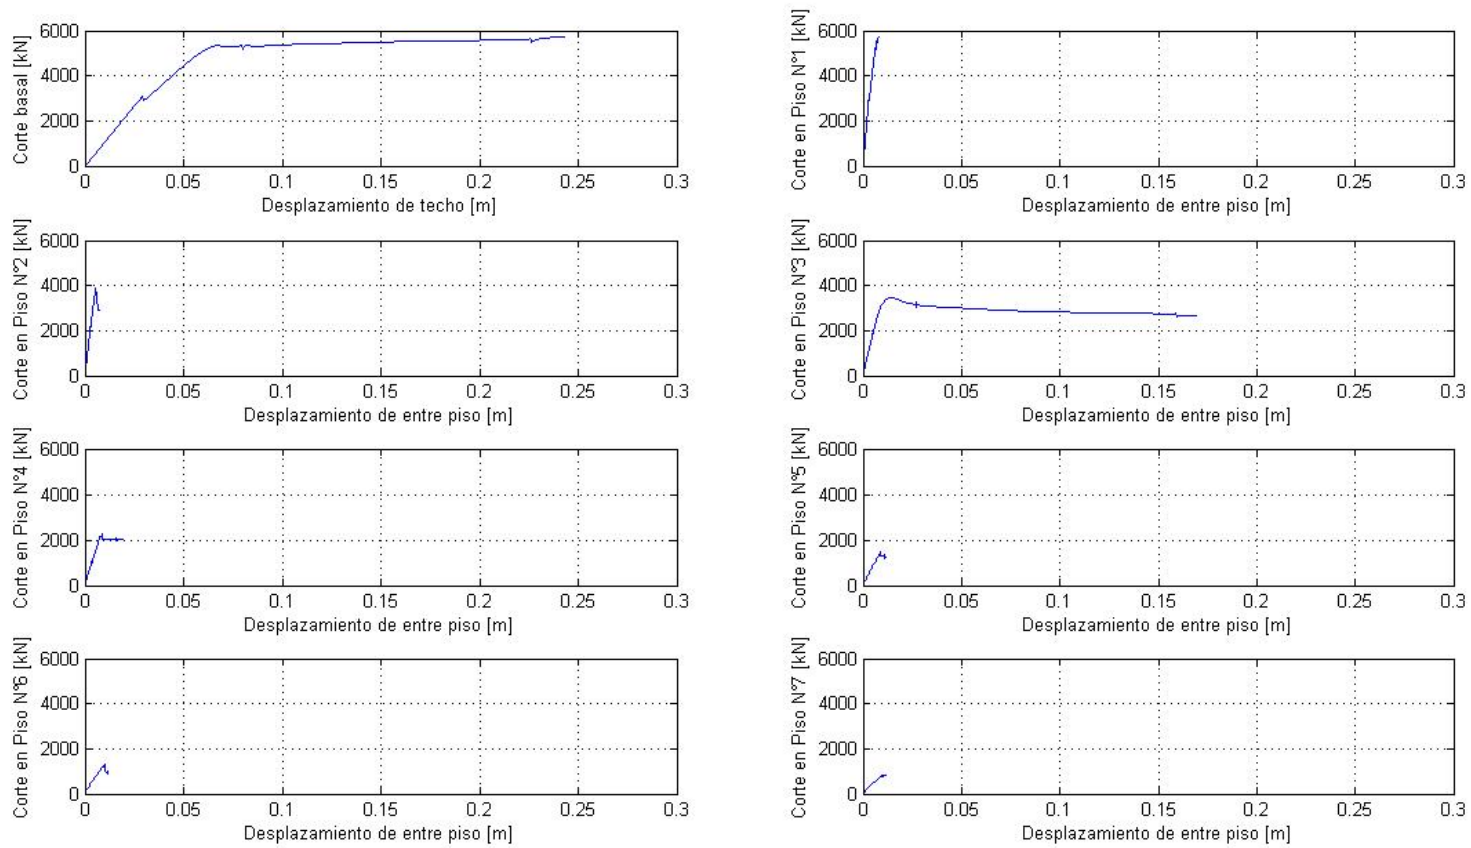 Corte basal [kN]
6000
4000
2000
0
0 0.05 0.1 0.15 0.2 0.25 0.3
Desplazamiento de techo [m]
Corte en Piso N°1 [kN]
6000
4000
2000
0
0 0.05 0.1 0.15 0.2 0.25 0.3
Desplazamiento de entre piso [m]
Corte en Piso N°2 [kN]
6000
4000
2000
0
0 0.05 0.1 0.15 0.2 0.25 0.3
Desplazamiento de entre piso [m]
Corte en Piso N°3 [kN]
6000
4000
2000
0
0 0.05 0.1 0.15 0.2 0.25 0.3
Desplazamiento de entre piso [m]
Corte en Piso N°4 [kN]
6000
4000
2000
0
0 0.05 0.1 0.15 0.2 0.25 0.3
Desplazamiento de entre piso [m]
Corte en Piso N°5 [kN]
6000
4000
2000
0
0 0.05 0.1 0.15 0.2 0.25 0.3
Desplazamiento de entre piso [m]
Corte en Piso N°6 [kN]
6000
4000
2000
0
0 0.05 0.1 0.15 0.2 0.25 0.3
Desplazamiento de entre piso [m]
Corte en Piso N°7 [kN]
6000
4000
2000
0
0 0.05 0.1 0.15 0.2 0.25 0.3
Desplazamiento de entre piso [m]